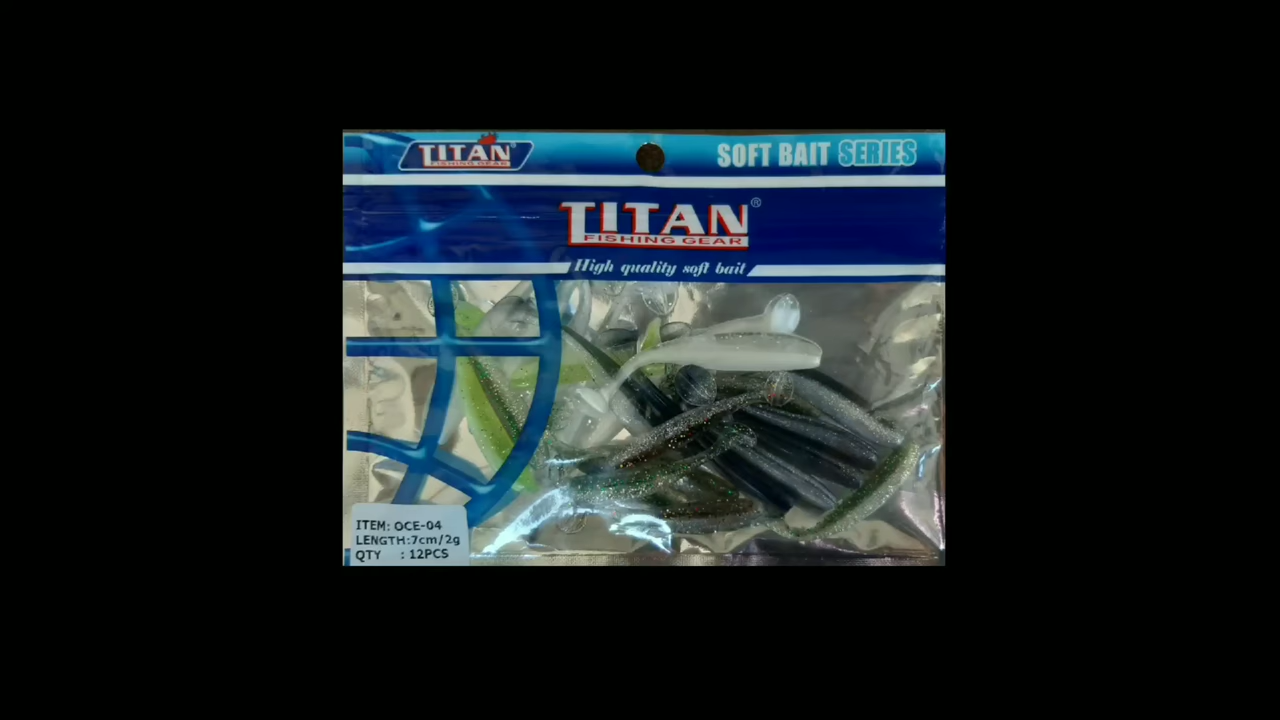 TITAN®
FISHING GEAR
SOFT BAIT SERIES
TITAN®
FISHING GEAR
High quality soft bait
ITEM: OCE-04
LENGTH:7cm/2g
QTY : 12PCS